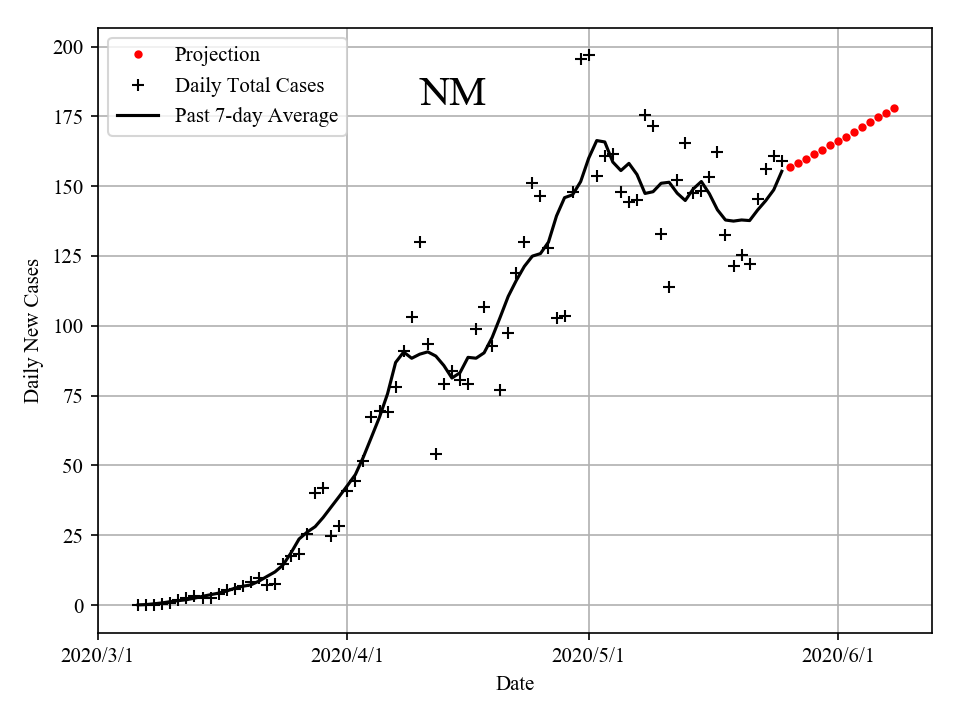 Projection
Daily Total Cases
Past 7-day Average
NM
200
175
150
125
100
75
50
25
0
Daily New Cases
2020/3/1
2020/4/1
2020/5/1
2020/6/1
Date